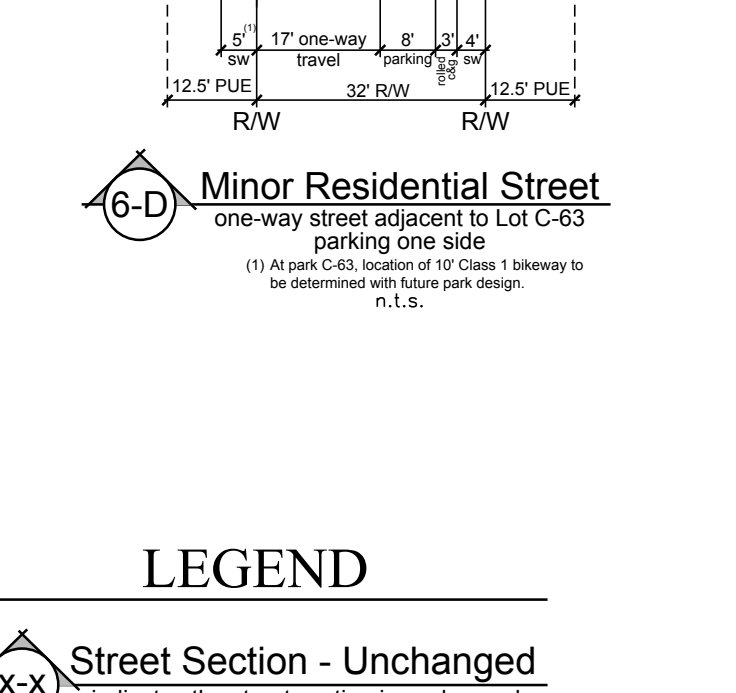 5'(1) 17' one-way 8' 3' 4'
sw travel parking rolled c&g sw
12.5' PUE 32' R/W 12.5' PUE
R/W R/W
6-D Minor Residential Street
one-way street adjacent to Lot C-63
parking one side
(1) At park C-63, location of 10' Class 1 bikeway to
be determined with future park design.
n.t.s.
LEGEND
x-x Street Section - Unchanged